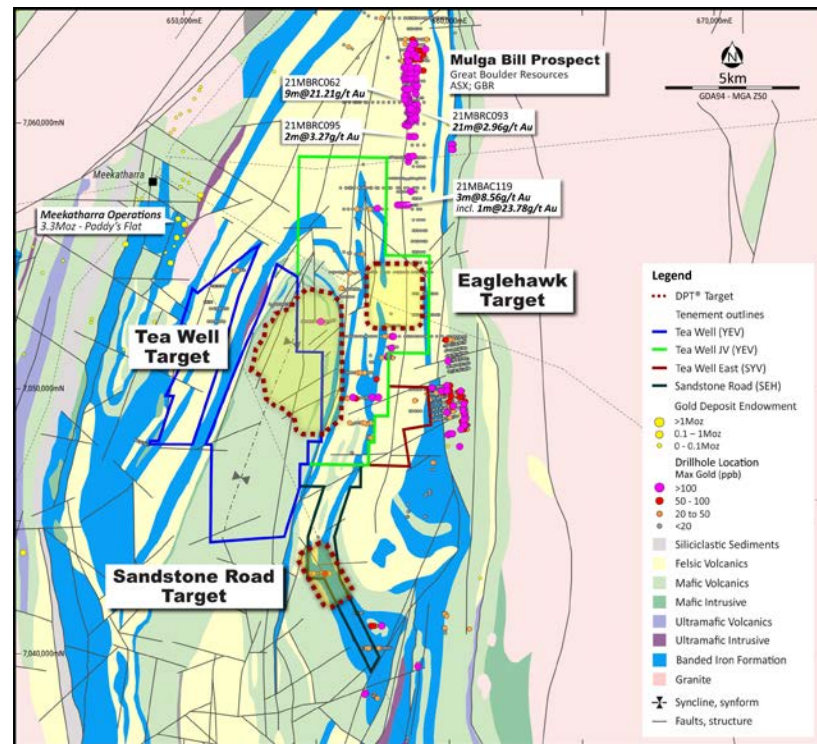 650,000mE
660,000mE
670,000mE
Mulga Bill Prospect
Great Boulder Resources
ASX; GBR
N
5km
GDA94 - MGA Z50
21MBRC062
9m@21.21g/t Au
21MBRC093
21m@2.96g/t Au
21MBRC095
2m@3.27g/t Au
7,060,000mN
Meekatharra
21MBAC119
3m@8.56g/t Au
incl. 1m@23.78g/t Au
Meekatharra Operations
3.3Moz - Paddy's Flat
Eaglehawk
Target
Tea Well
Target
7,050,000mN
Sandstone Road
Target
7,040,000mN
Legend
DPT® Target
Tenement outlines
Tea Well (YEV)
Tea Well JV (YEV)
Tea Well East (SYV)
Sandstone Road (SEH)
Gold Deposit Endowment
>1Moz
0.1 – 1Moz
0 - 0.1Moz
Drillhole Location
Max Gold (ppb)
>100
50 - 100
20 to 50
<20
Siliciclastic Sediments
Felsic Volcanics
Mafic Volcanics
Mafic Intrusive
Ultramafic Volcanics
Ultramafic Intrusive
Banded Iron Formation
Granite
Syncline, synform
Faults, structure